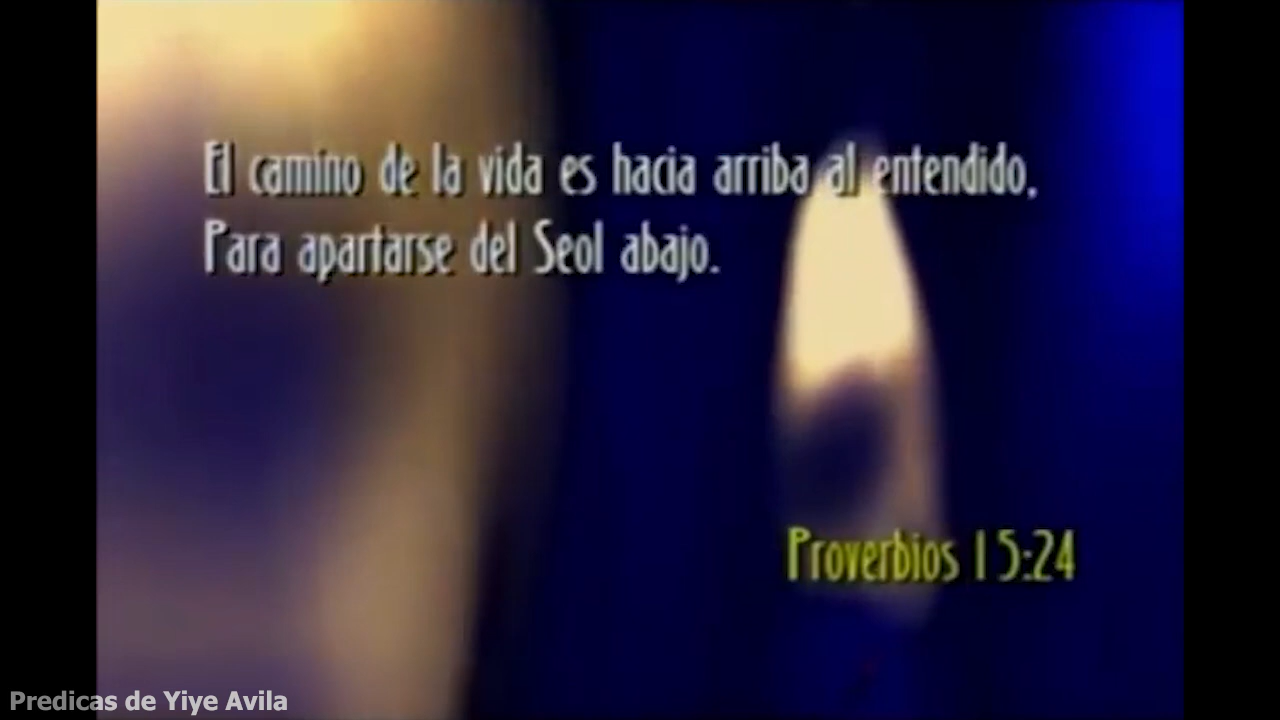 El camino de la vida es hacia arriba al entendido,
Para apartarse del Seol abajo.
Proverbios 15:24
Predicas de Yiye Avila